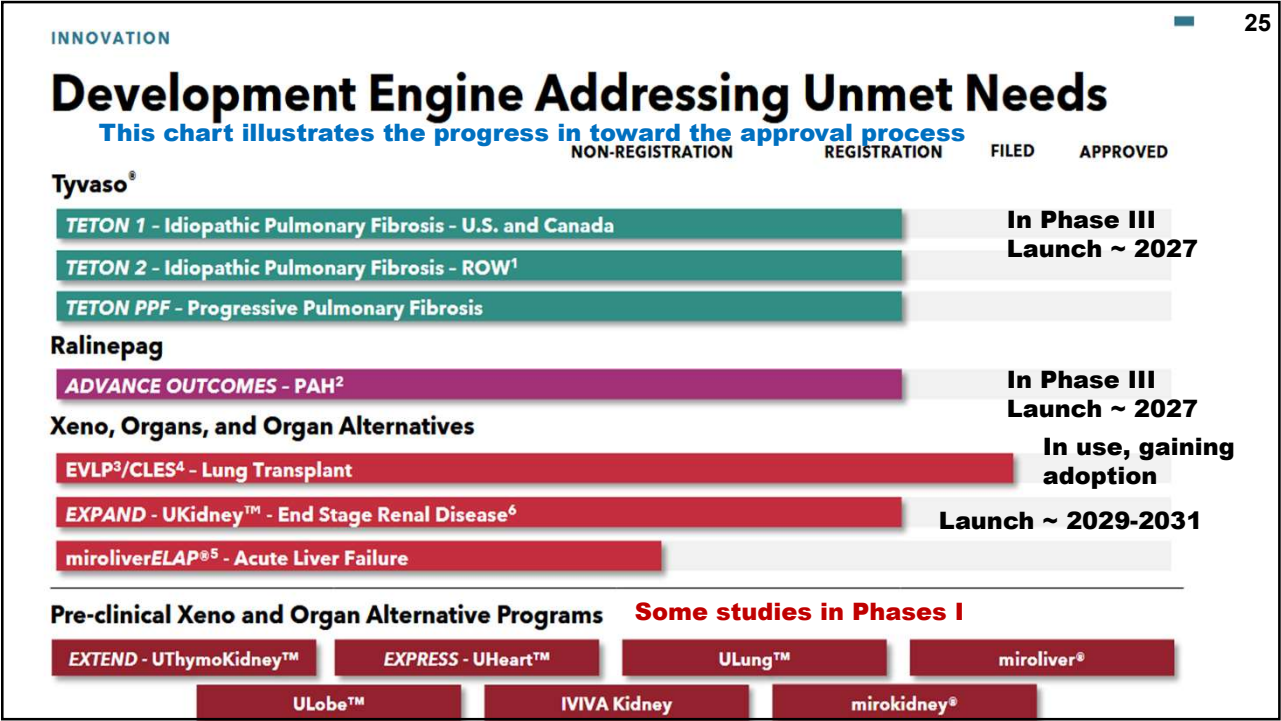 25
INNOVATION
Development Engine Addressing Unmet Needs
This chart illustrates the progress in toward the approval process
NON-REGISTRATION REGISTRATION FILED APPROVED
Tyvaso®
TETON 1 – Idiopathic Pulmonary Fibrosis – U.S. and Canada
In Phase III
Launch ~ 2027
TETON 2 – Idiopathic Pulmonary Fibrosis – ROW¹
TETON PPF – Progressive Pulmonary Fibrosis
Ralinepag
ADVANCE OUTCOMES – PAH²
In Phase III
Launch ~ 2027
Xeno, Organs, and Organ Alternatives
EVLP³/CLES⁴ – Lung Transplant
In use, gaining
adoption
EXPAND - UKidney™ - End Stage Renal Disease⁶
Launch ~ 2029-2031
miroliverELAP®⁵ - Acute Liver Failure
Pre-clinical Xeno and Organ Alternative Programs
Some studies in Phases I
EXTEND - UThymoKidney™
EXPRESS - UHeart™
ULung™
miroliver®
ULobe™
IVIVA Kidney
mirokidney®